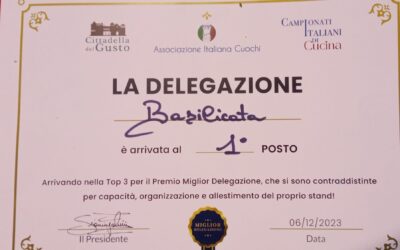 Cittadella
del Gusto
Associazione Italiana Cuochi
CAMPIONATI
ITALIANI
DI
CUCINA
LA DELEGAZIONE
Basilicata
è arrivata al 1° POSTO
Arrivando nella Top 3 per il Premio Miglior Delegazione, che si sono contraddistinte
per capacità, organizzazione e allestimento del proprio stand!
Il Presidente
MIGLIOR
DELEGAZIONE
06/12/2023
Data